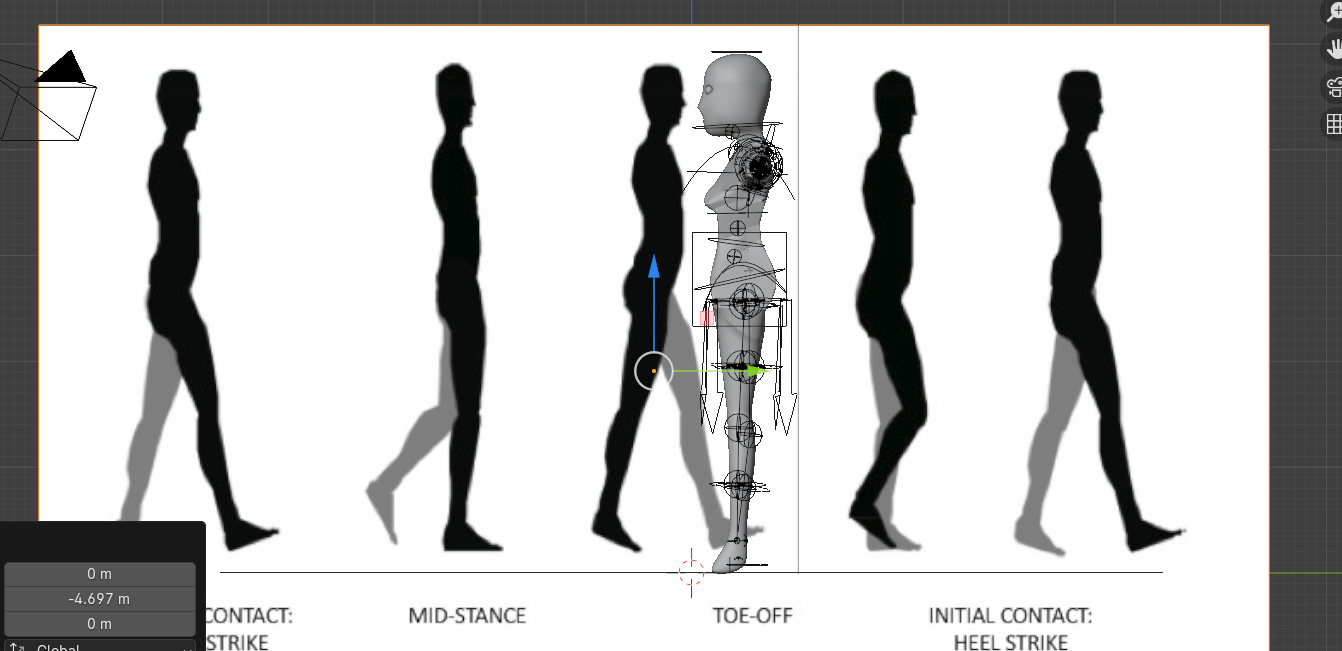 0 m
-4.697 m
0 m
Global
CONTACT:
STRIKE
MID-STANCE
TOE-OFF
INITIAL CONTACT:
HEEL STRIKE